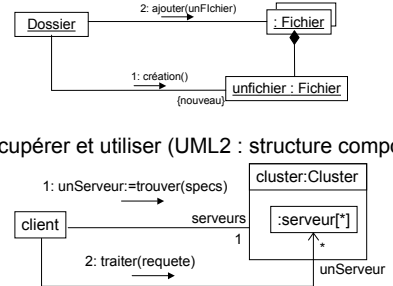 2: ajouter(unFIchier)
Dossier
: Fichier
1: création()
unfichier : Fichier
{nouveau}
cupérer et utiliser (UML2 : structure compo
cluster:Cluster
1: unServeur:=trouver(specs)
client
serveurs
:serveur[*]
1
*
2: traiter(requete)
unServeur